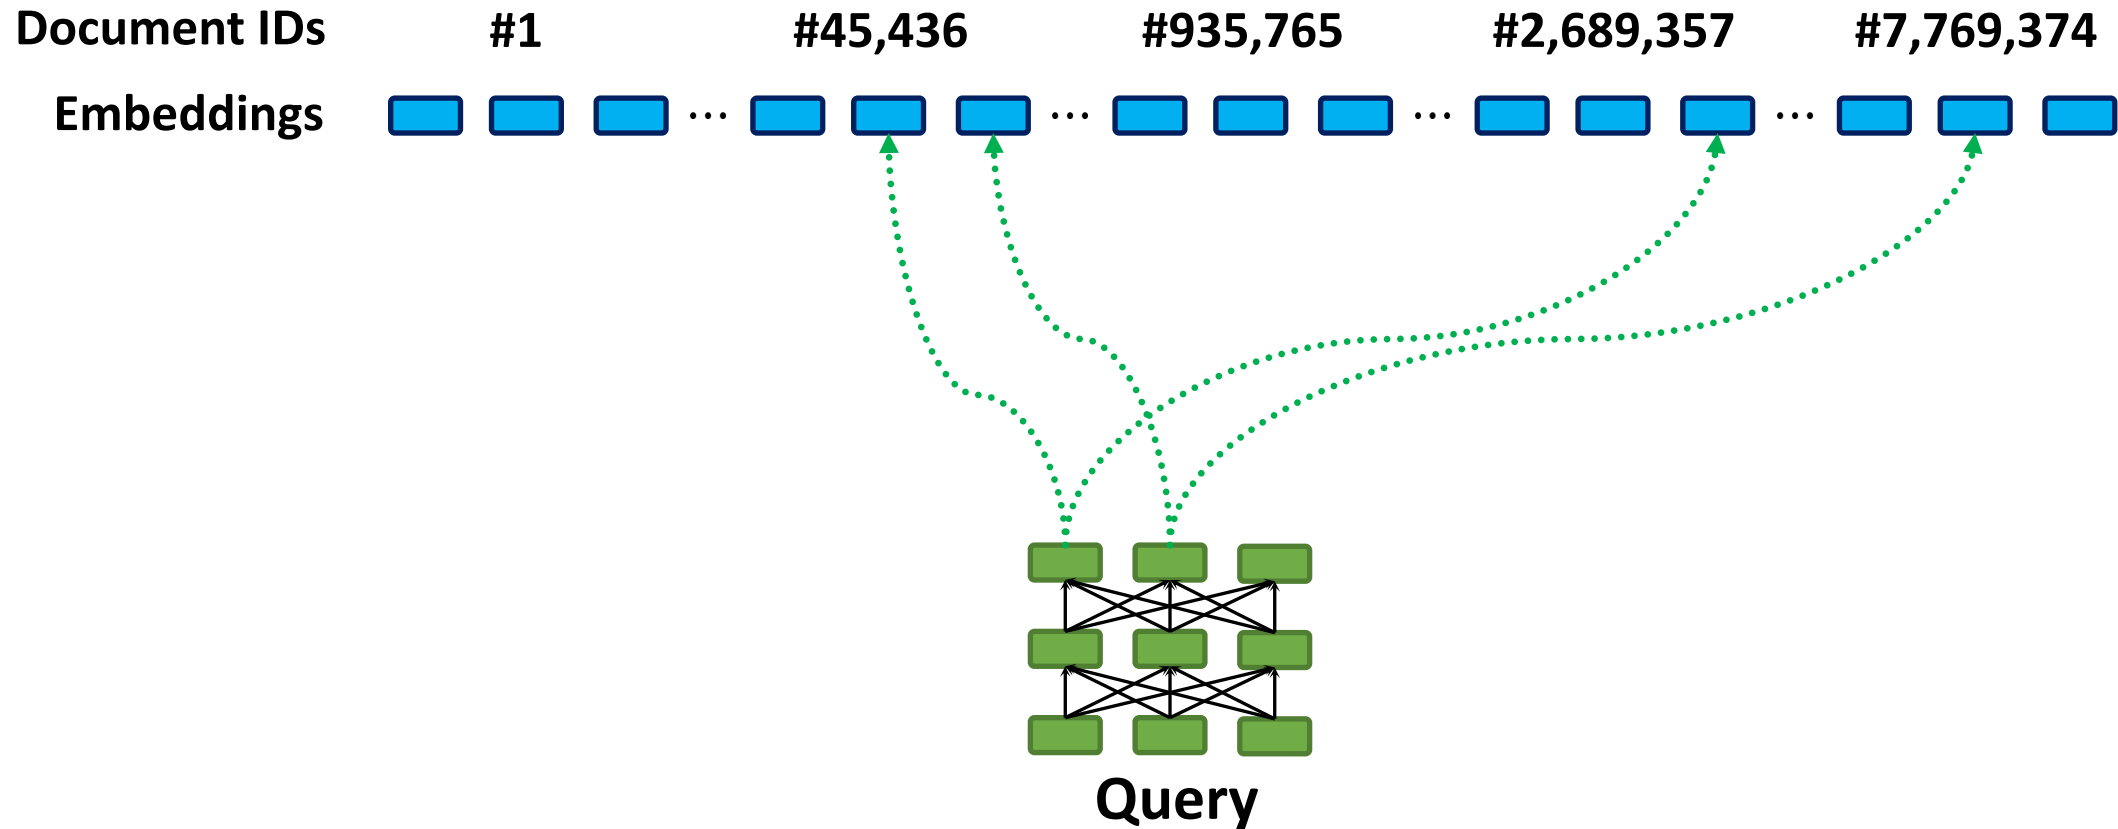 Document IDs #1 #45,436 #935,765 #2,689,357 #7,769,374
Embeddings ... ... ... ...
Query